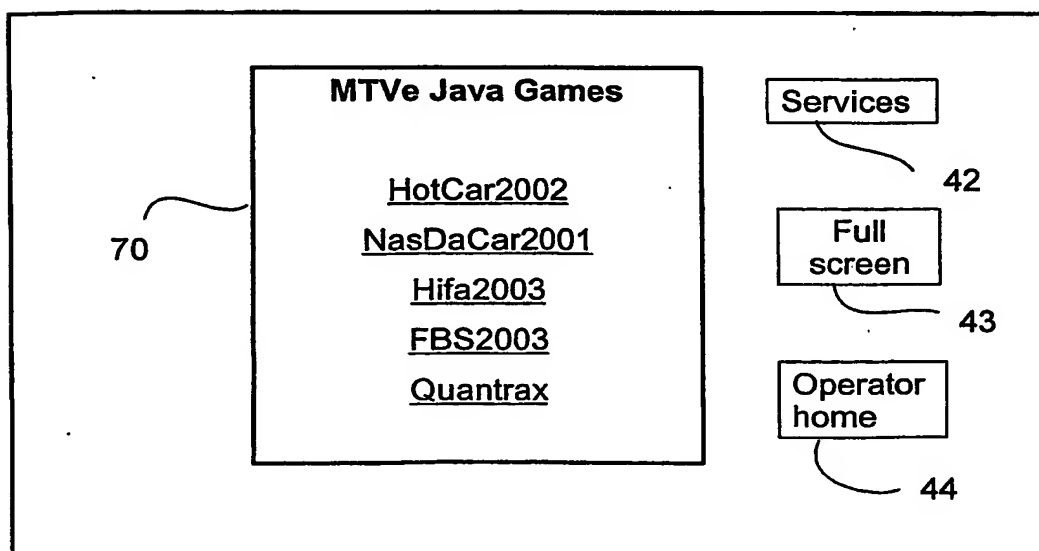 MTVe Java Games
HotCar2002
NasDaCar2001
Hifa2003
FBS2003
Quantrax
70
Services
42
Full
screen
43
Operator
home
44